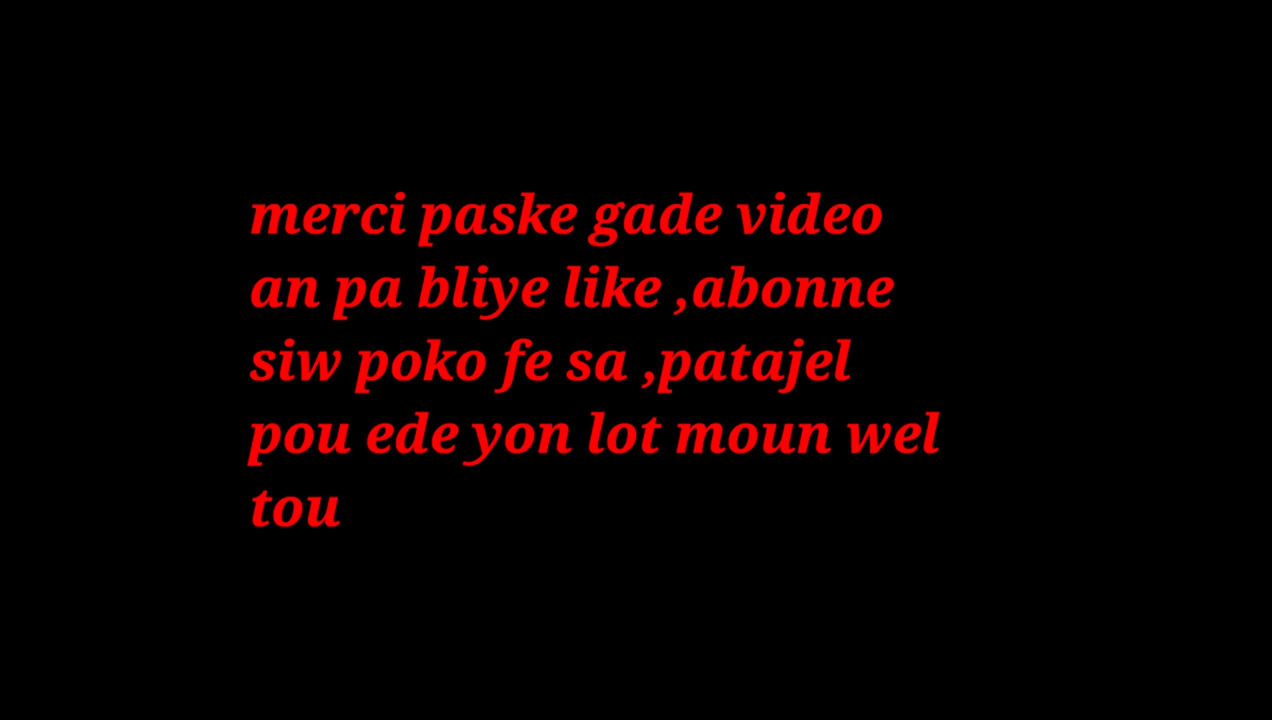 merci paske gade video
an pa bliye like ,abonne
siw poko fe sa ,patajel
pou ede yon lot moun wel
tou